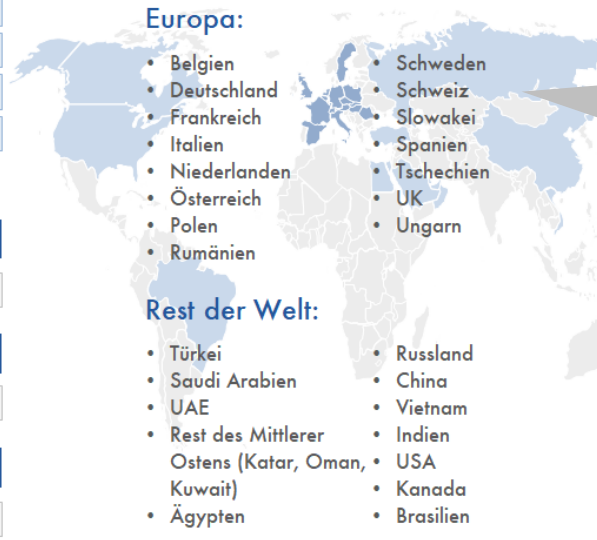 Europa:
• Belgien
• Deutschland
• Frankreich
• Italien
• Niederlanden
• Österreich
• Polen
• Rumänien
• Schweden
• Schweiz
• Slowakei
• Spanien
• Tschechien
• UK
• Ungarn
Rest der Welt:
• Türkei
• Saudi Arabien
• UAE
• Rest des Mittlerer
Ostens (Katar, Oman,
Kuwait)
• Ägypten
• Russland
• China
• Vietnam
• Indien
• USA
• Kanada
• Brasilien